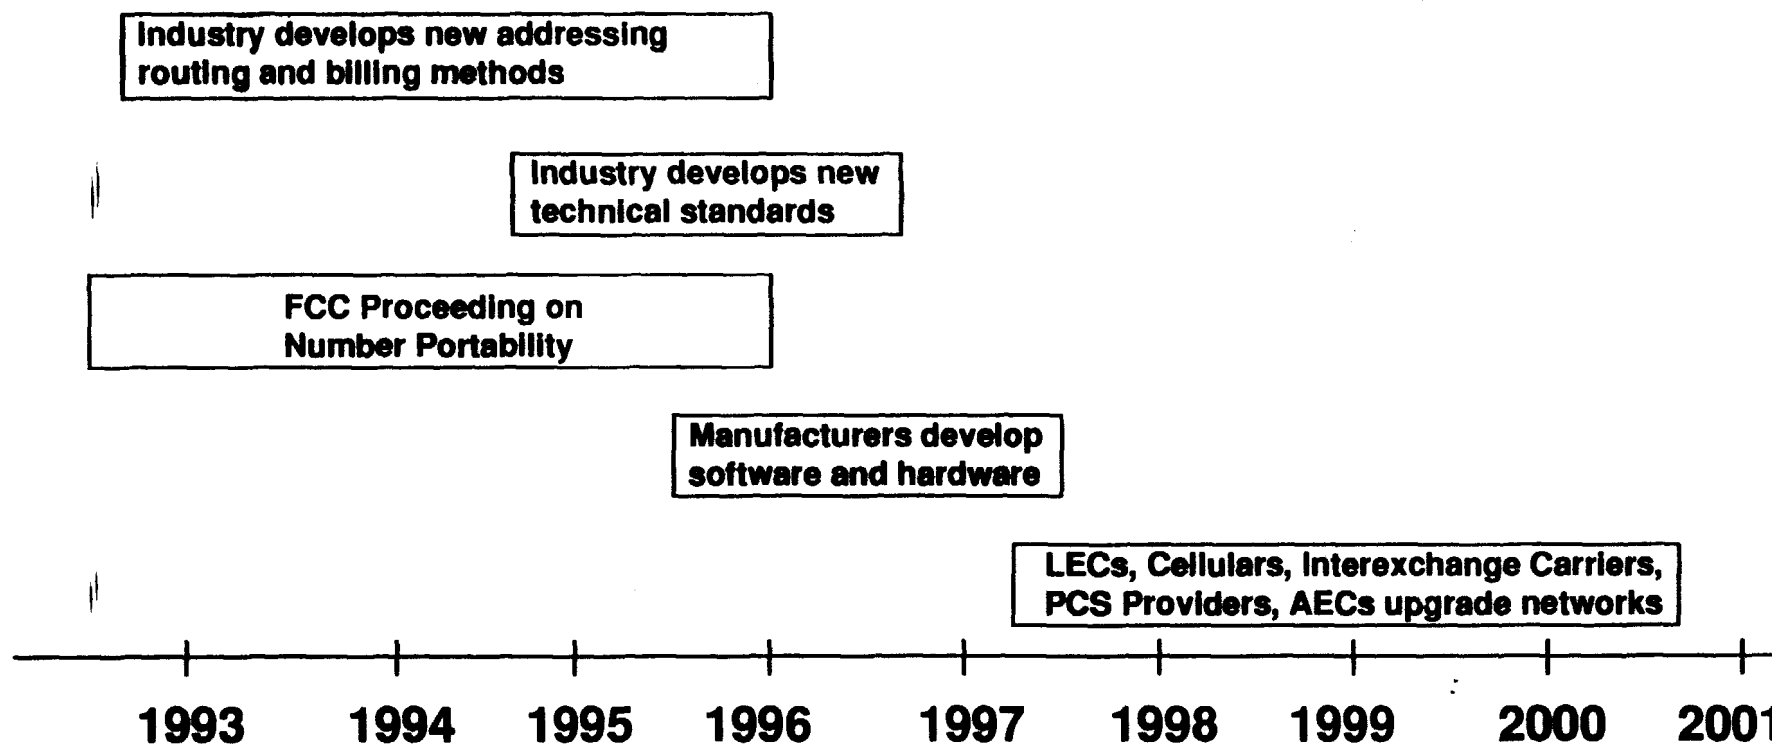 Industry develops new addressing
routing and billing methods
Industry develops new
technical standards
FCC Proceeding on
Number Portability
Manufacturers develop
software and hardware
LECs, Cellulars, Interexchange Carriers,
PCS Providers, AECs upgrade networks
1993 1994 1995 1996 1997 1998 1999 2000 2001